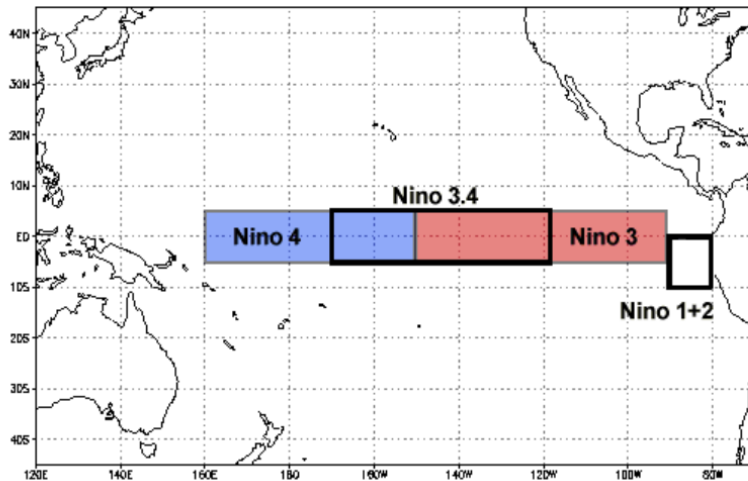 40N
30N
20N
10N
Nino 3.4
EQ
Nino 4
Nino 3
10S
Nino 1+2
20S
30S
40S
120E
140E
160E
180
160W
140W
120W
100W
80W